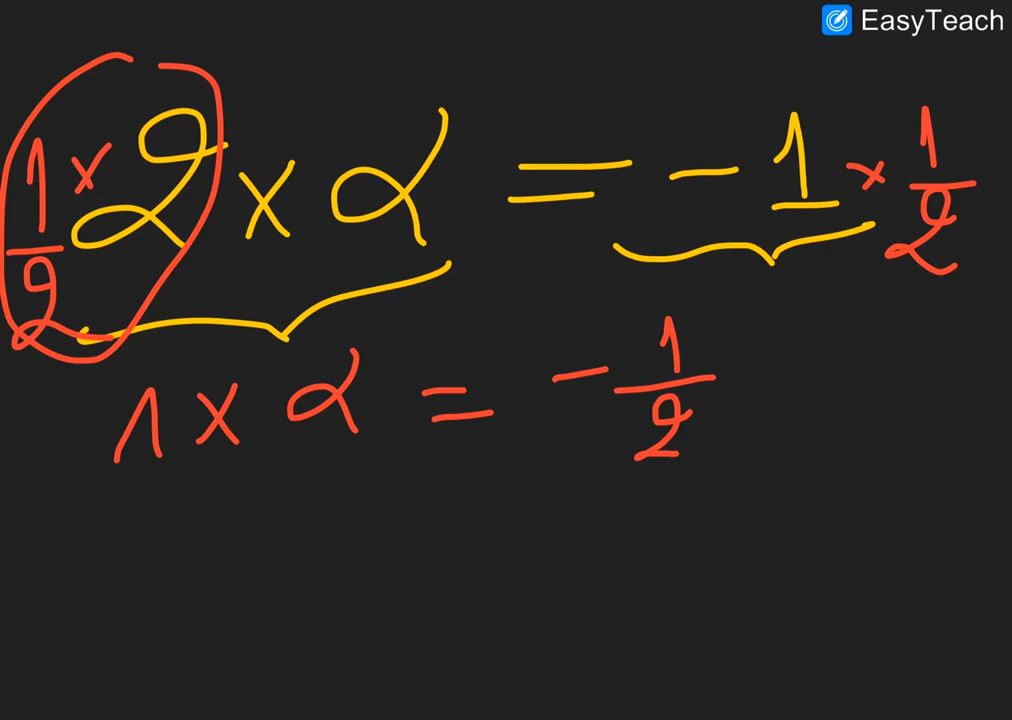 EasyTeach
1/2 × 2 × α = - 1 × 1/2
1 × α = - 1/2